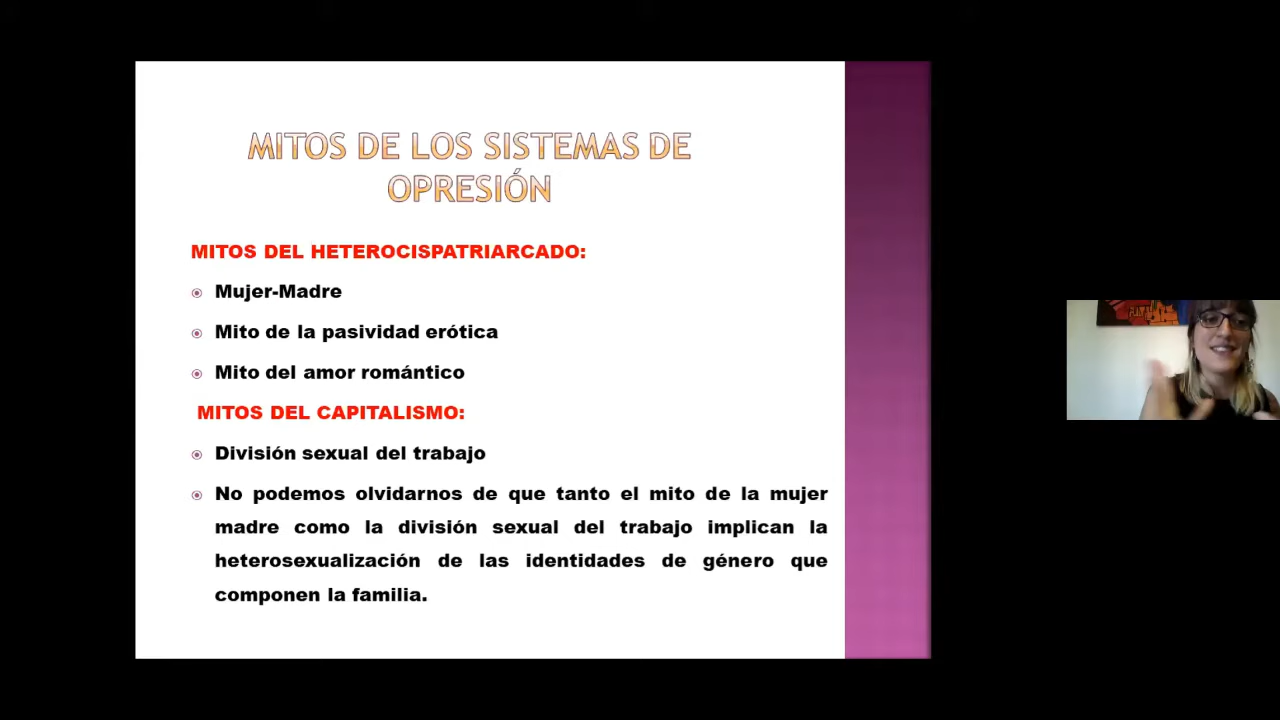 MITOS DE LOS SISTEMAS DE
OPRESIÓN
MITOS DEL HETEROCISPATRIARCADO:
Mujer-Madre
Mito de la pasividad erótica
Mito del amor romántico
MITOS DEL CAPITALISMO:
División sexual del trabajo
No podemos olvidarnos de que tanto el mito de la mujer
madre como la división sexual del trabajo implican la
heterosexualización de las identidades de género que
componen la familia.